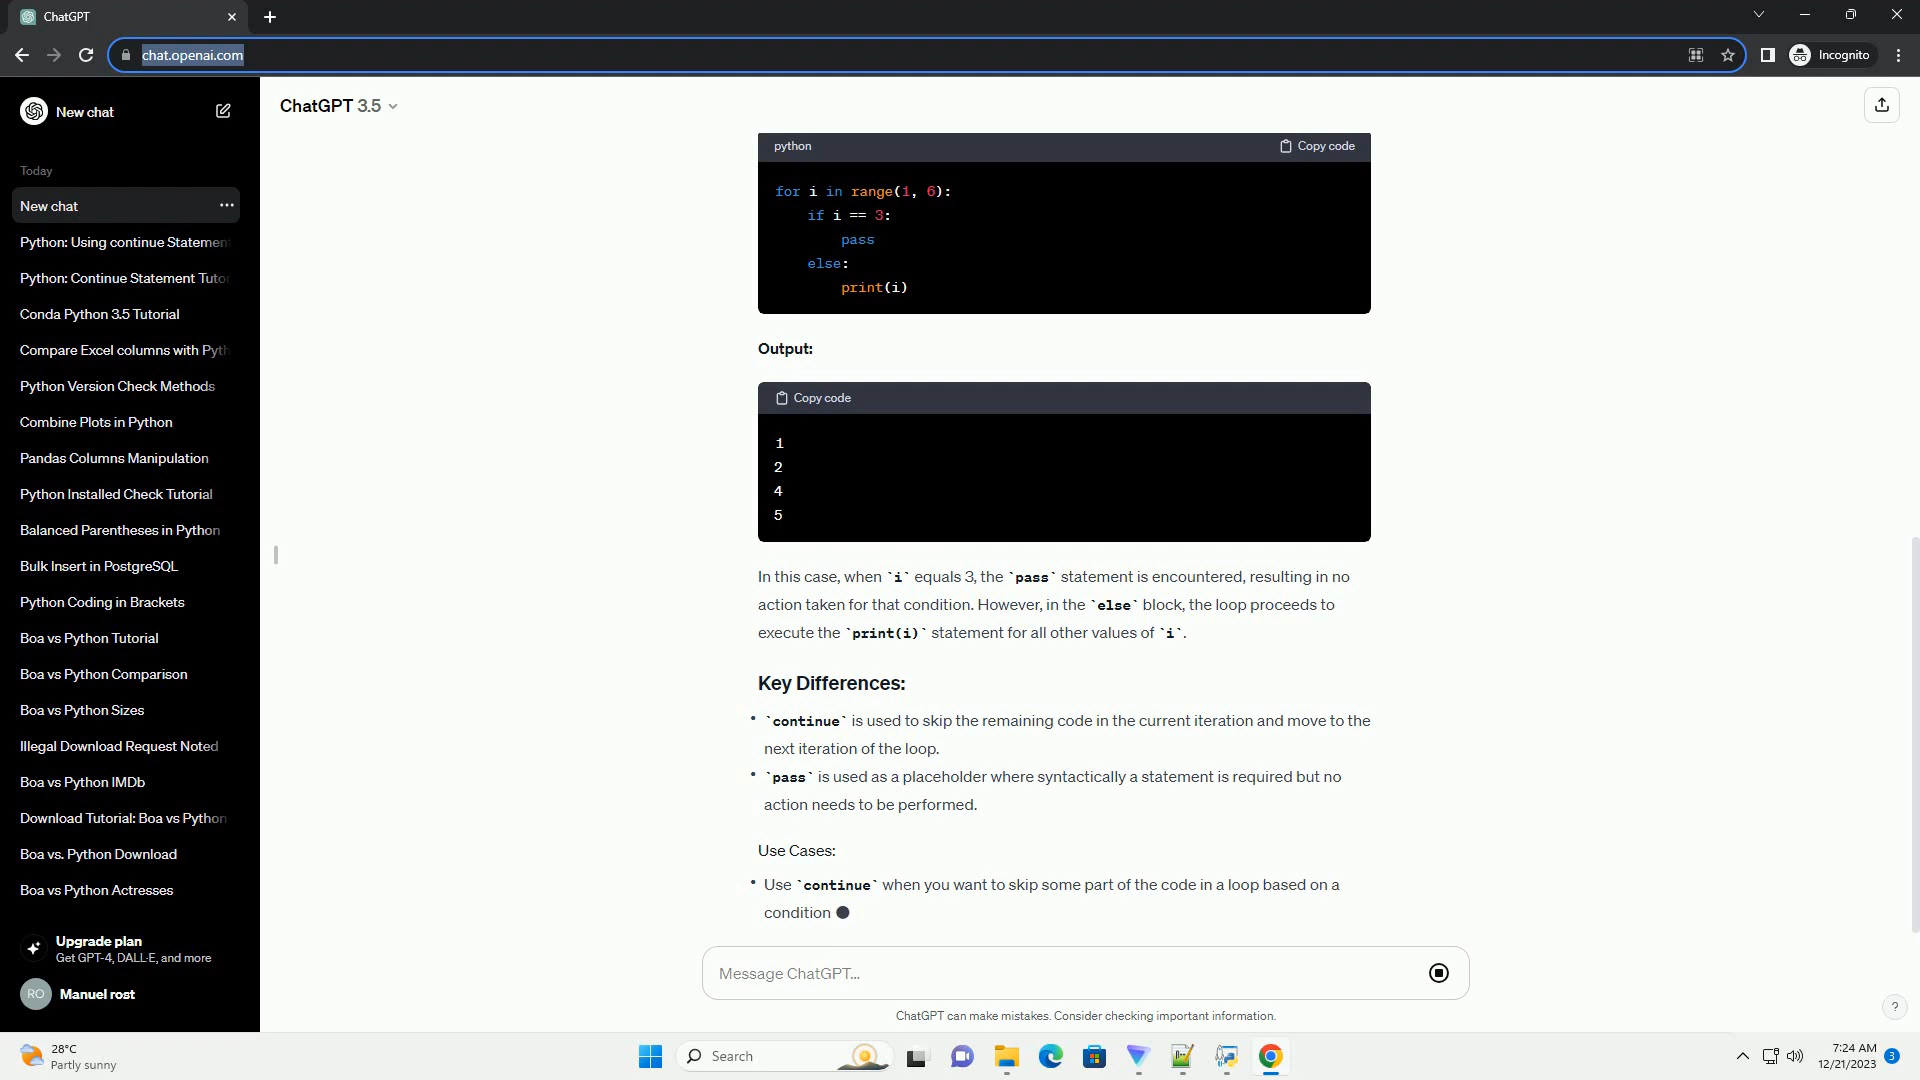 ChatGPT
chat.openai.com
Incognito
New chat
Today
New chat
Python: Using continue Statemen
Python: Continue Statement Tutor
Conda Python 3.5 Tutorial
Compare Excel columns with Pyth
Python Version Check Methods
Combine Plots in Python
Pandas Columns Manipulation
Python Installed Check Tutorial
Balanced Parentheses in Python
Bulk Insert in PostgreSQL
Python Coding in Brackets
Boa vs Python Tutorial
Boa vs Python Comparison
Boa vs Python Sizes
Illegal Download Request Noted
Boa vs Python IMDb
Download Tutorial: Boa vs Python
Boa vs. Python Download
Boa vs Python Actresses
Upgrade plan
Get GPT-4, DALL·E, and more
RO Manuel rost
ChatGPT 3.5
python Copy code
for i in range(1, 6):
    if i == 3:
        pass
    else:
        print(i)
Output:
Copy code
1
2
4
5
In this case, when `i` equals 3, the `pass` statement is encountered, resulting in no
action taken for that condition. However, in the `else` block, the loop proceeds to
execute the `print(i)` statement for all other values of `i`.
Key Differences:
• `continue` is used to skip the remaining code in the current iteration and move to the
next iteration of the loop.
• `pass` is used as a placeholder where syntactically a statement is required but no
action needs to be performed.
Use Cases:
• Use `continue` when you want to skip some part of the code in a loop based on a
condition
Message ChatGPT...
ChatGPT can make mistakes. Consider checking important information.
?
28°C
Partly sunny
Search
7:24 AM
12/21/2023
3